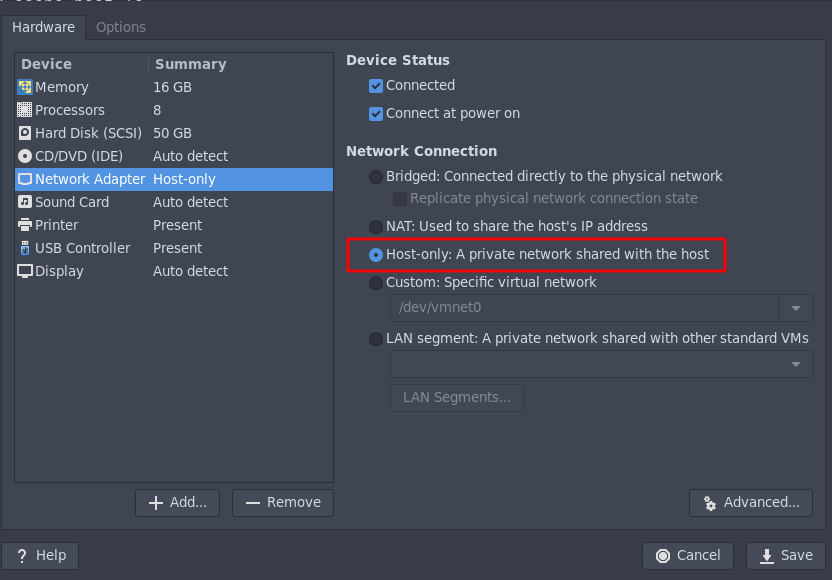 Hardware Options
Device Summary
Memory 16 GB
Processors 8
Hard Disk (SCSI) 50 GB
CD/DVD (IDE) Auto detect
Network Adapter Host-only
Sound Card Auto detect
Printer Present
USB Controller Present
Display Auto detect
Add... Remove
Device Status
Connected
Connect at power on
Network Connection
Bridged: Connected directly to the physical network
Replicate physical network connection state
NAT: Used to share the host's IP address
Host-only: A private network shared with the host
Custom: Specific virtual network
/dev/vmnet0
LAN segment: A private network shared with other standard VMs
LAN Segments...
Advanced...
Help Cancel Save